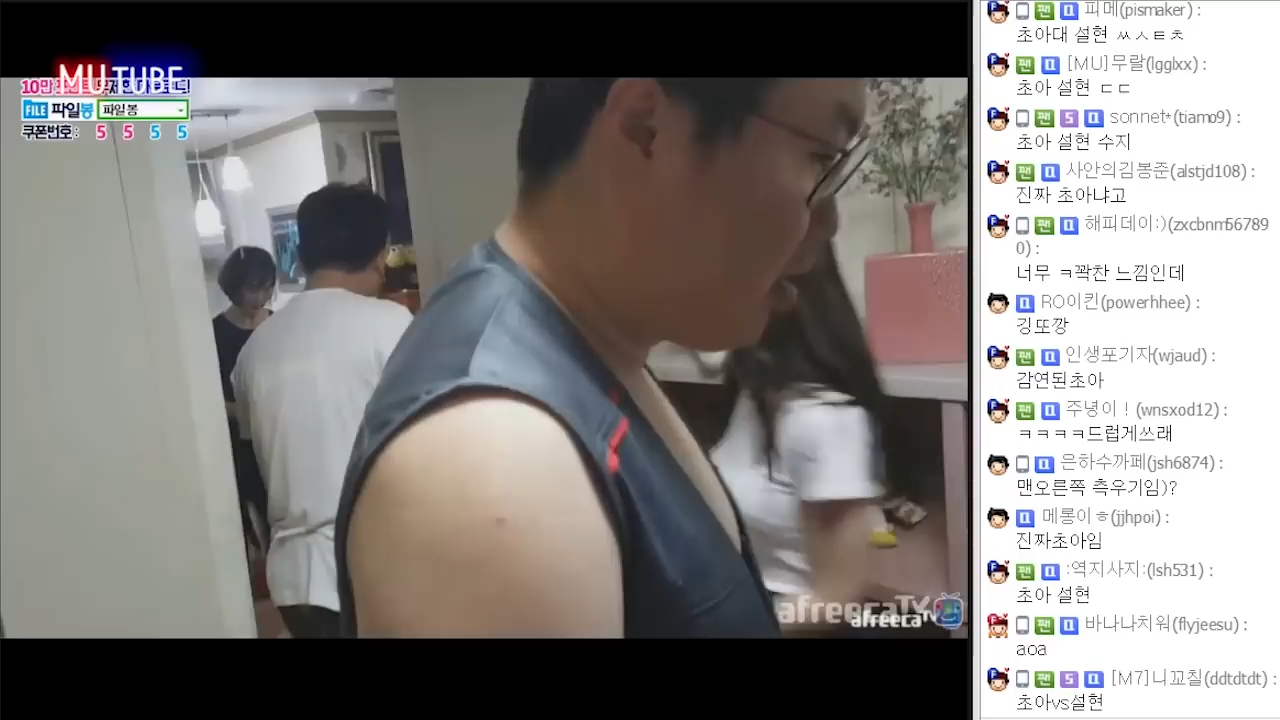 MUTUBE
FILE 파일봉 파일봉
쿠폰번호: 5 5 5 5
afreecaTV
afreecaTV
피메(pismaker) :
초아대 설현 ㅆㅅㅌㅊ
[MU]무랄(lgglxx) :
초아 설현 ㄷㄷ
sonnet*(tiamo9) :
초아 설현 수지
사안의김봉준(alstjd108) :
진짜 초아냐고
해피데이:)(zxcbnm56789
0) :
너무 ㅋ꽉찬 느낌인데
RO이킨(powerhhee) :
깅또깡
인생포기자(wjaud) :
감연된초아
주녕이！(wnsxod12) :
ㅋㅋㅋㅋ드럽게쓰래
은하수까페(jsh6874) :
맨오른쪽 측우기임)?
메롱이ㅎ(jjhpoi) :
진짜초아임
:역지사지:(lsh531) :
초아 설현
바나나치워(flyjeesu) :
aoa
[M7]니꼬칠(ddtdtdt) :
초아vs설현